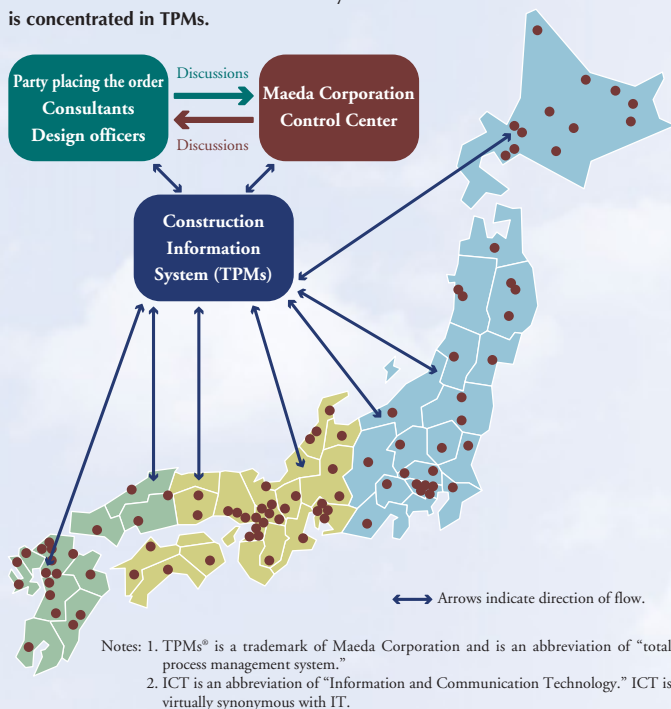 is concentrated in TPMs.
Party placing the order
Consultants
Design officers
Discussions
Discussions
Maeda Corporation
Control Center
Construction
Information
System (TPMs)
Arrows indicate direction of flow.
Notes: 1. TPMs® is a trademark of Maeda Corporation and is an abbreviation of “total
process management system.”
2. ICT is an abbreviation of “Information and Communication Technology.” ICT is
virtually synonymous with IT.